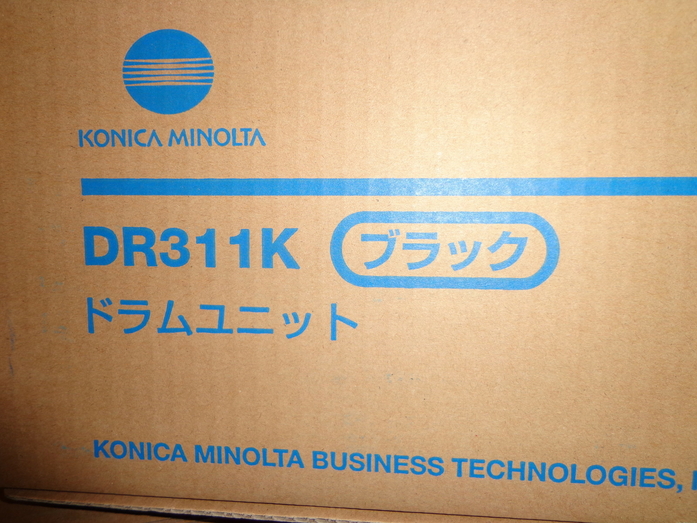 KONICA MINOLTA
DR311K ブラック
ドラムユニット
KONICA MINOLTA BUSINESS TECHNOLOGIES,